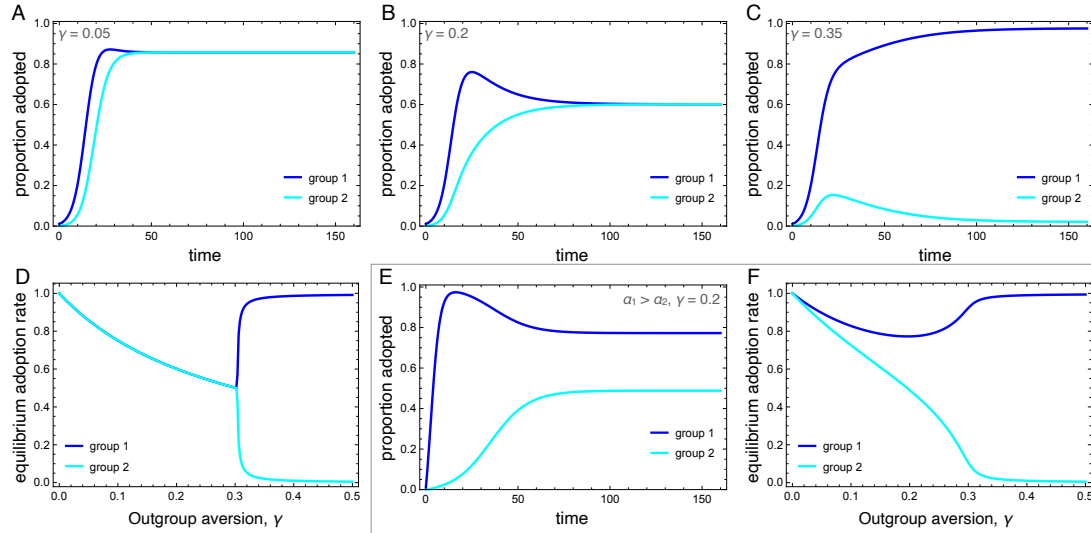 A
γ = 0.05
proportion adopted
1.0
0.8
0.6
0.4
0.2
0.0
group 1
group 2
0
50
100
150
time
B
γ = 0.2
proportion adopted
1.0
0.8
0.6
0.4
0.2
0.0
group 1
group 2
0
50
100
150
time
C
γ = 0.35
proportion adopted
1.0
0.8
0.6
0.4
0.2
0.0
group 1
group 2
0
50
100
150
time
D
equilibrium adoption rate
1.0
0.8
0.6
0.4
0.2
0.0
group 1
group 2
0.0
0.1
0.2
0.3
0.4
0.5
Outgroup aversion, γ
E
α₁ > α₂, γ = 0.2
proportion adopted
1.0
0.8
0.6
0.4
0.2
0.0
group 1
group 2
0
50
100
150
time
F
equilibrium adoption rate
1.0
0.8
0.6
0.4
0.2
0.0
group 1
group 2
0.0
0.1
0.2
0.3
0.4
0.5
Outgroup aversion, γ